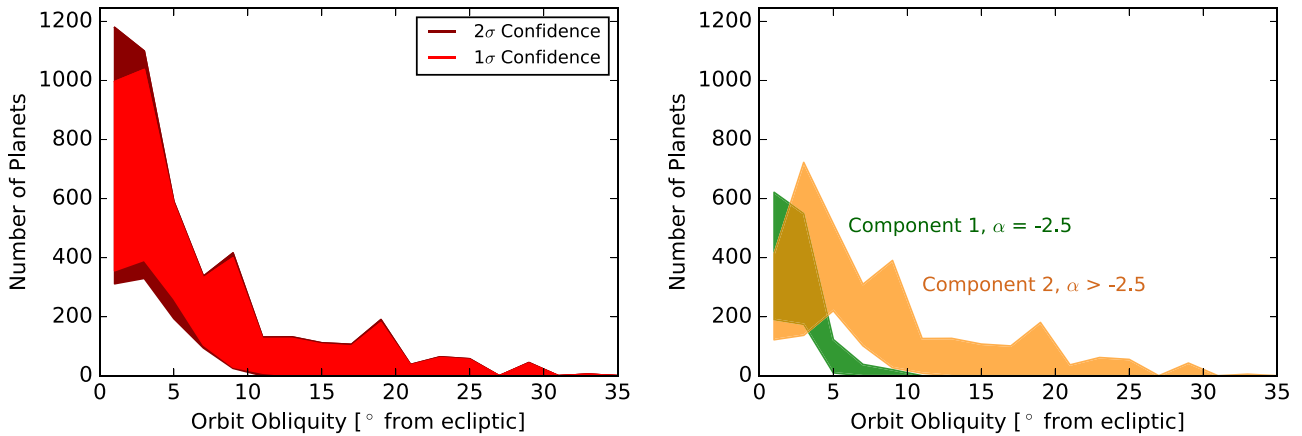 1200
1000
800
600
400
200
0
Number of Planets
2σ Confidence
1σ Confidence
0 5 10 15 20 25 30 35
Orbit Obliquity [° from ecliptic]
1200
1000
800
600
400
200
0
Number of Planets
Component 1, α = -2.5
Component 2, α > -2.5
0 5 10 15 20 25 30 35
Orbit Obliquity [° from ecliptic]